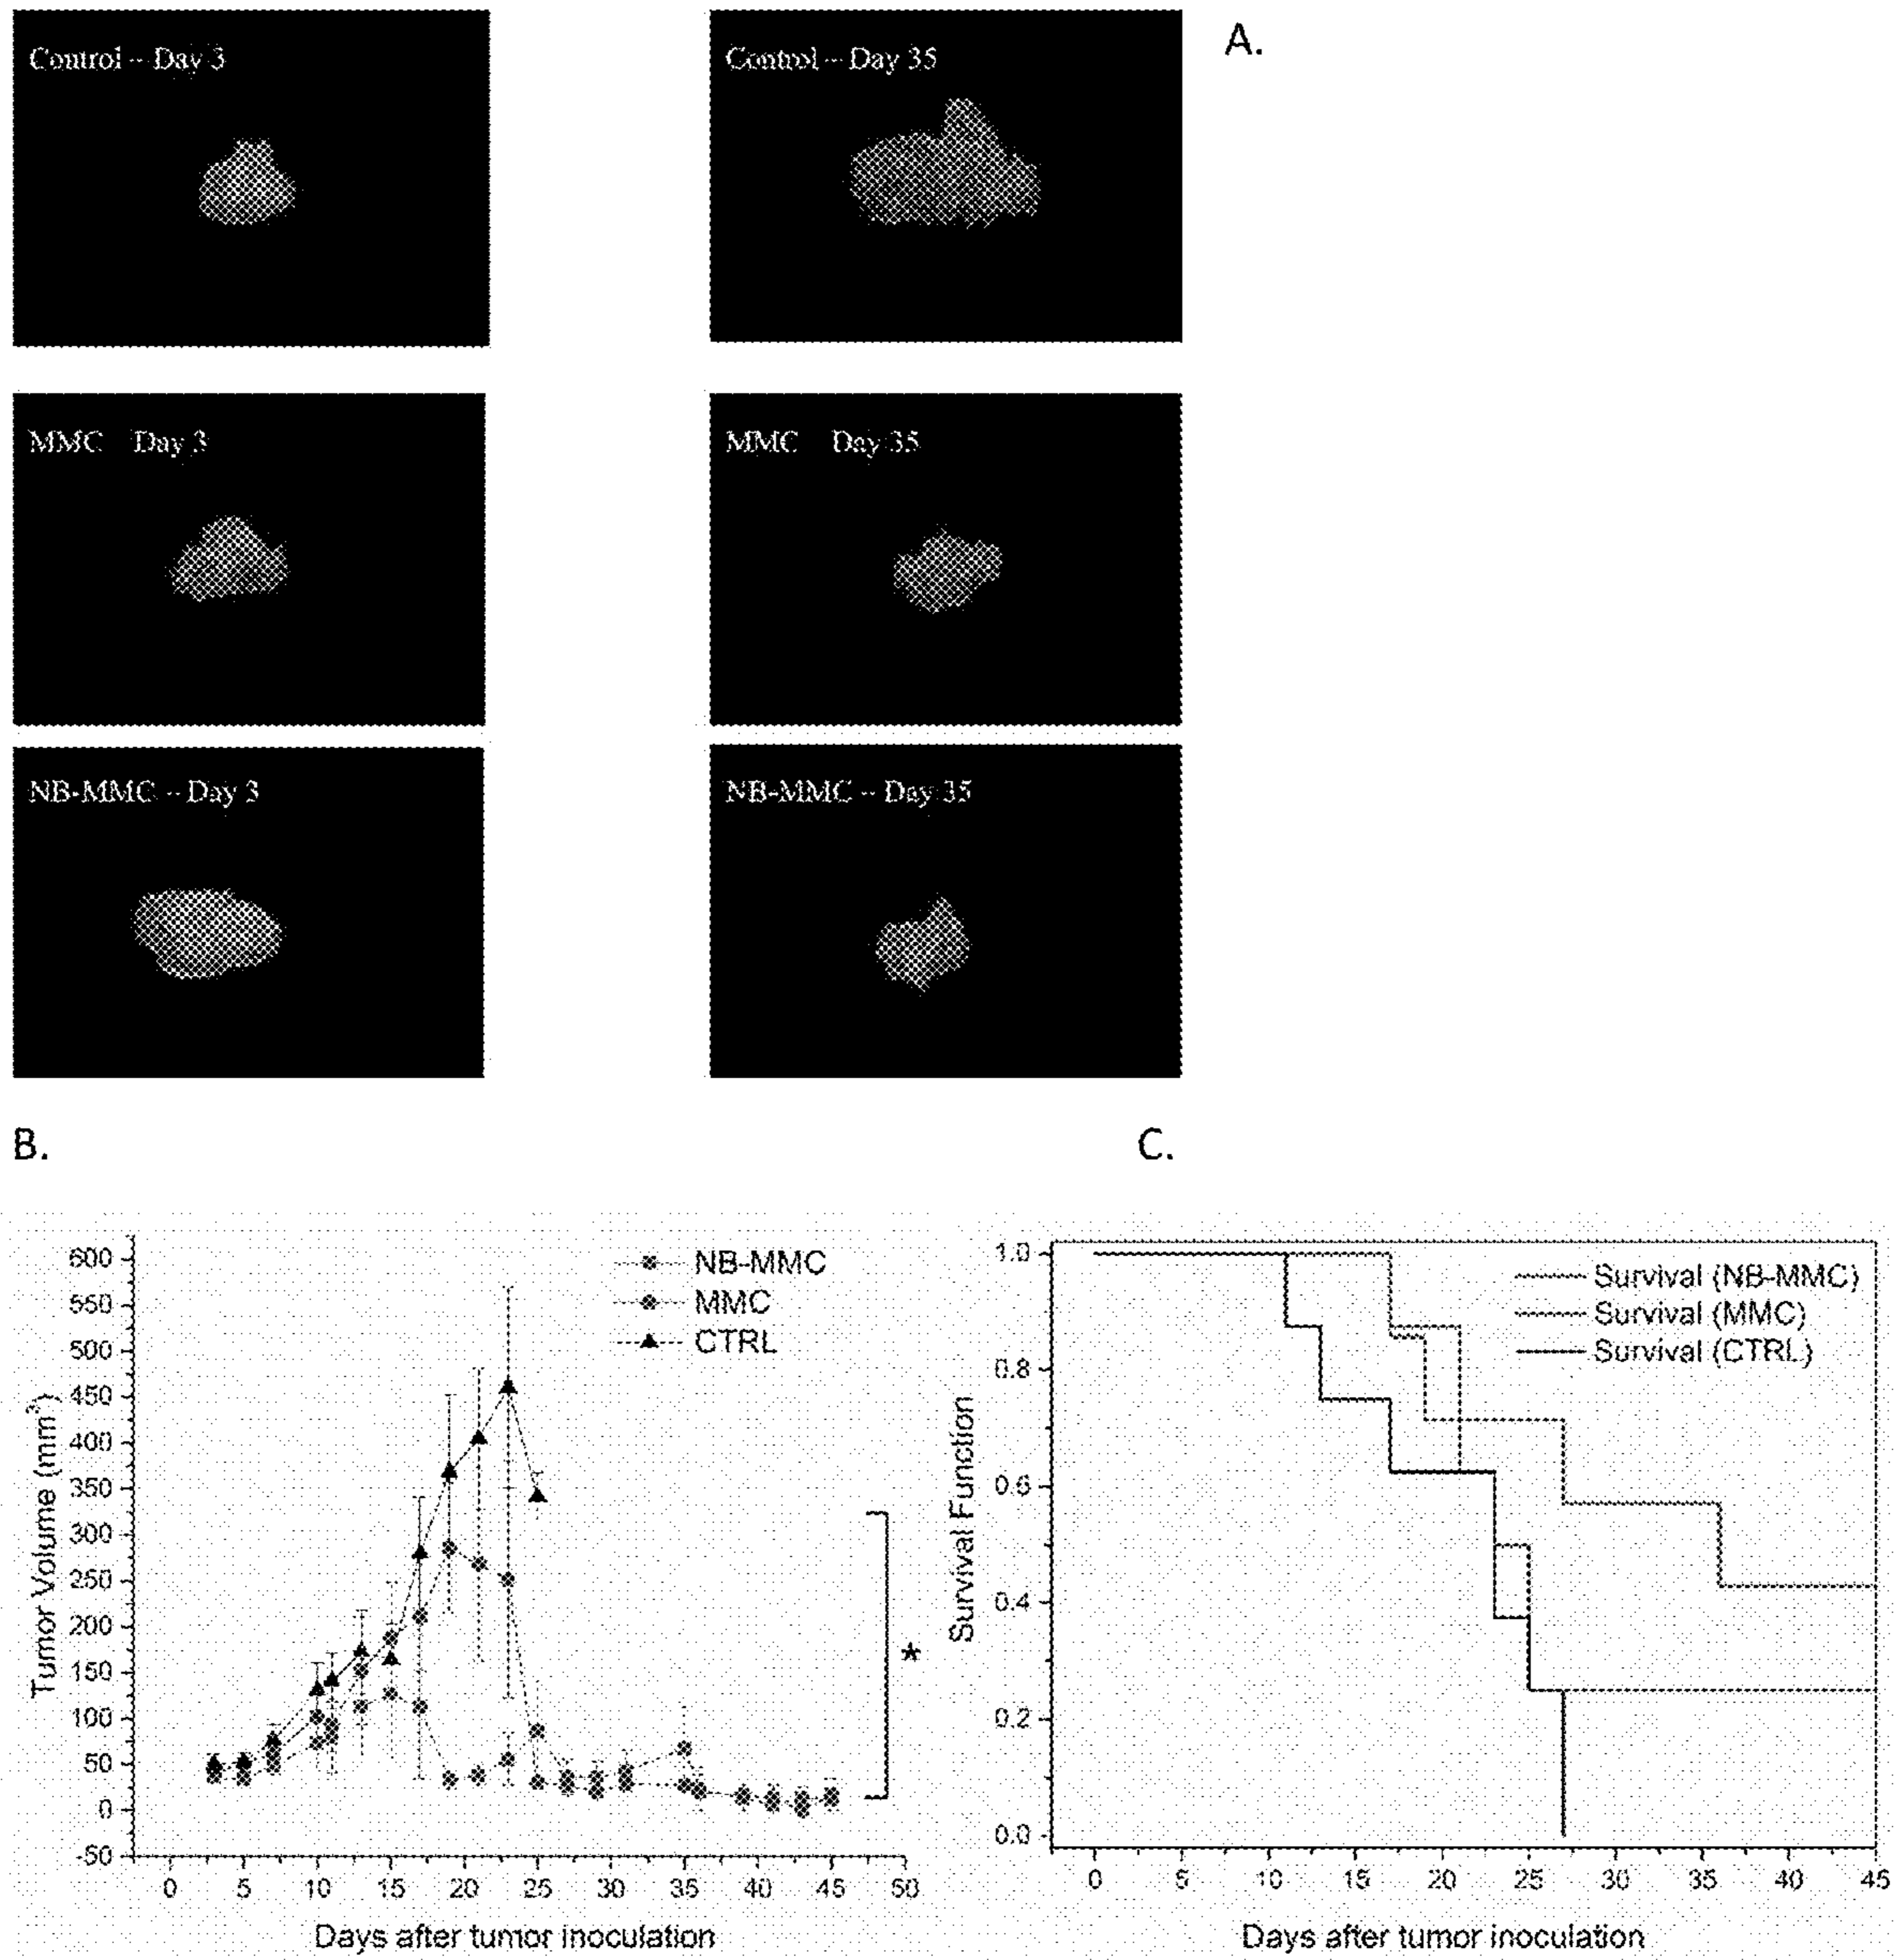 A.
Control -- Day 3
Control -- Day 35
MMC Day 3
MMC Day 35
NB-MMC -- Day 3
NB-MMC -- Day 35
B.
Tumor Volume (mm³)
600
550
500
450
400
350
300
250
200
150
100
50
0
-50
NB-MMC
MMC
CTRL
*
0 5 10 15 20 25 30 35 40 45 50
Days after tumor inoculation
C.
Survival Function
1.0
0.8
0.6
0.4
0.2
0.0
Survival (NB-MMC)
Survival (MMC)
Survival (CTRL)
0 5 10 15 20 25 30 35 40 45
Days after tumor inoculation